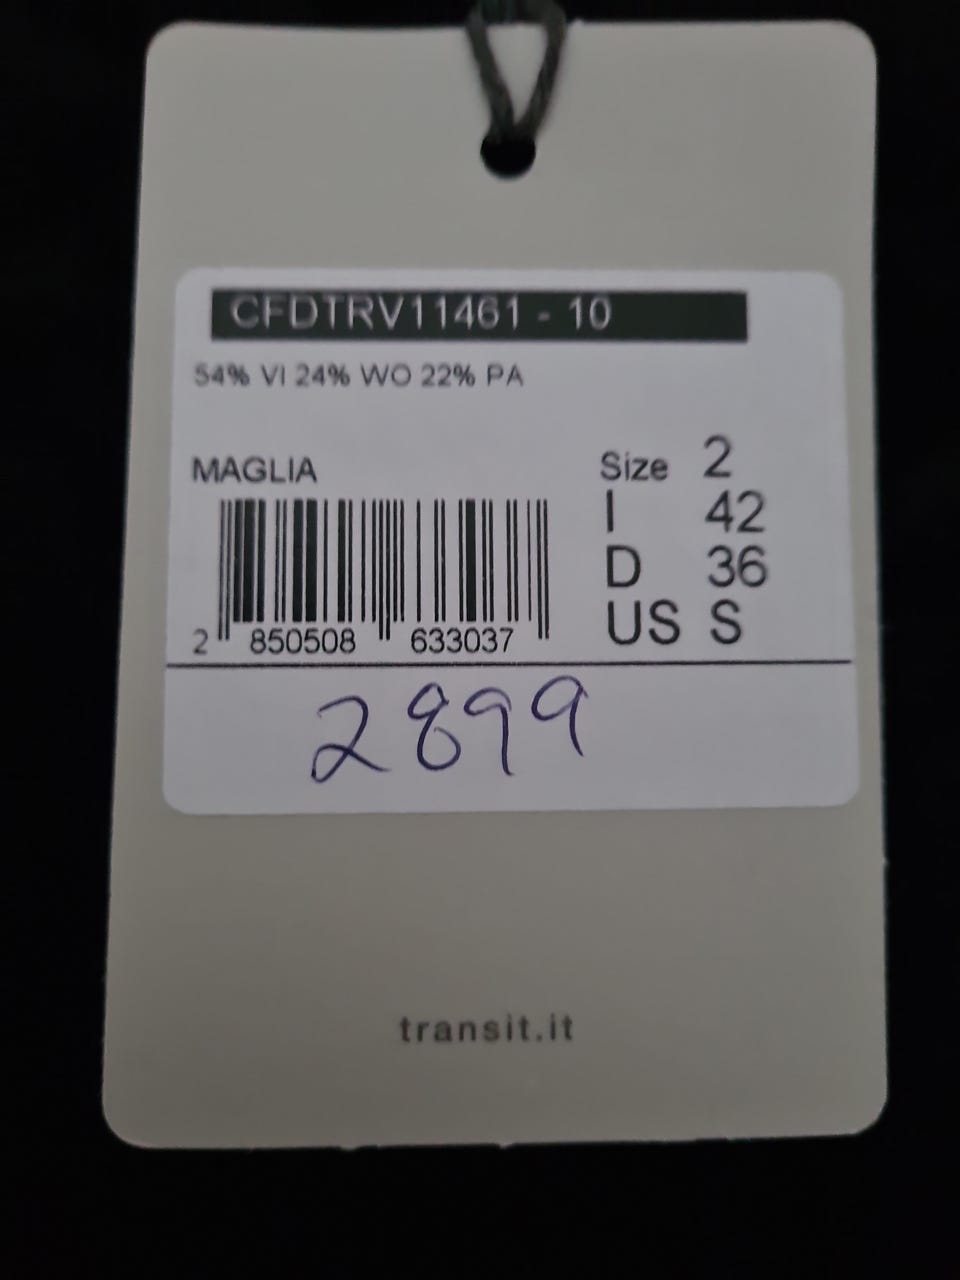 CFDTRV11461 - 10
54% VI 24% WO 22% PA
MAGLIA
Size 2
I 42
D 36
US S
2 850508 633037
2899
transit.it